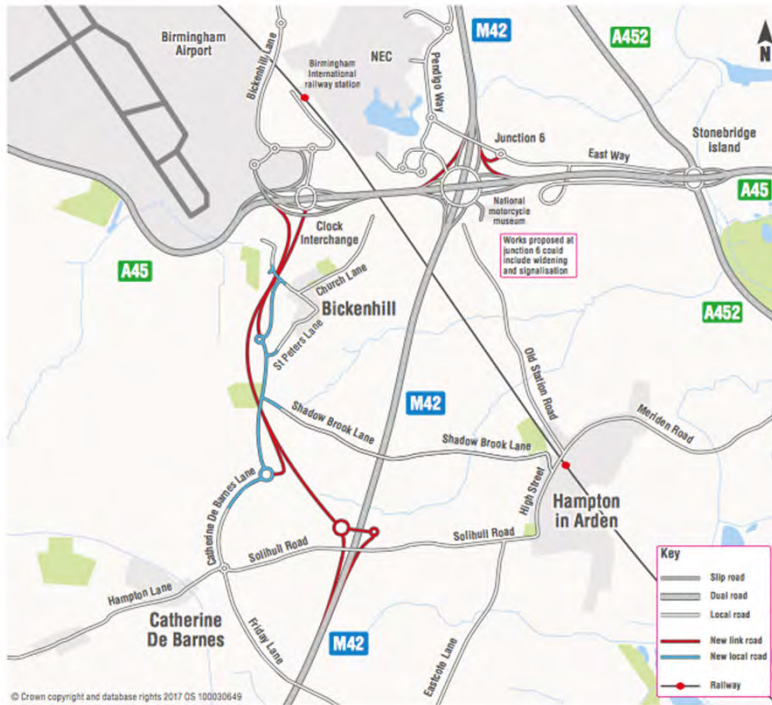 Birmingham
Airport
Bickenhill Lane
Birmingham
International
railway station
NEC
Pendigo Way
M42
A452
N
Junction 6
East Way
Stonebridge
island
A45
National
motorcycle
museum
Works proposed at
junction 6 could
include widening
and signalisation
Clock
Interchange
A45
Church Lane
Bickenhill
St Peters Lane
A452
Old Station Road
M42
Shadow Brook Lane
Shadow Brook Lane
Meriden Road
High Street
Hampton
in Arden
Catherine De Barnes Lane
Solihull Road
Solihull Road
Hampton Lane
Catherine
De Barnes
Friday Lane
M42
Eastcote Lane
Key
Slip road
Dual road
Local road
New link road
New local road
Railway
© Crown copyright and database rights 2017 OS 100030649